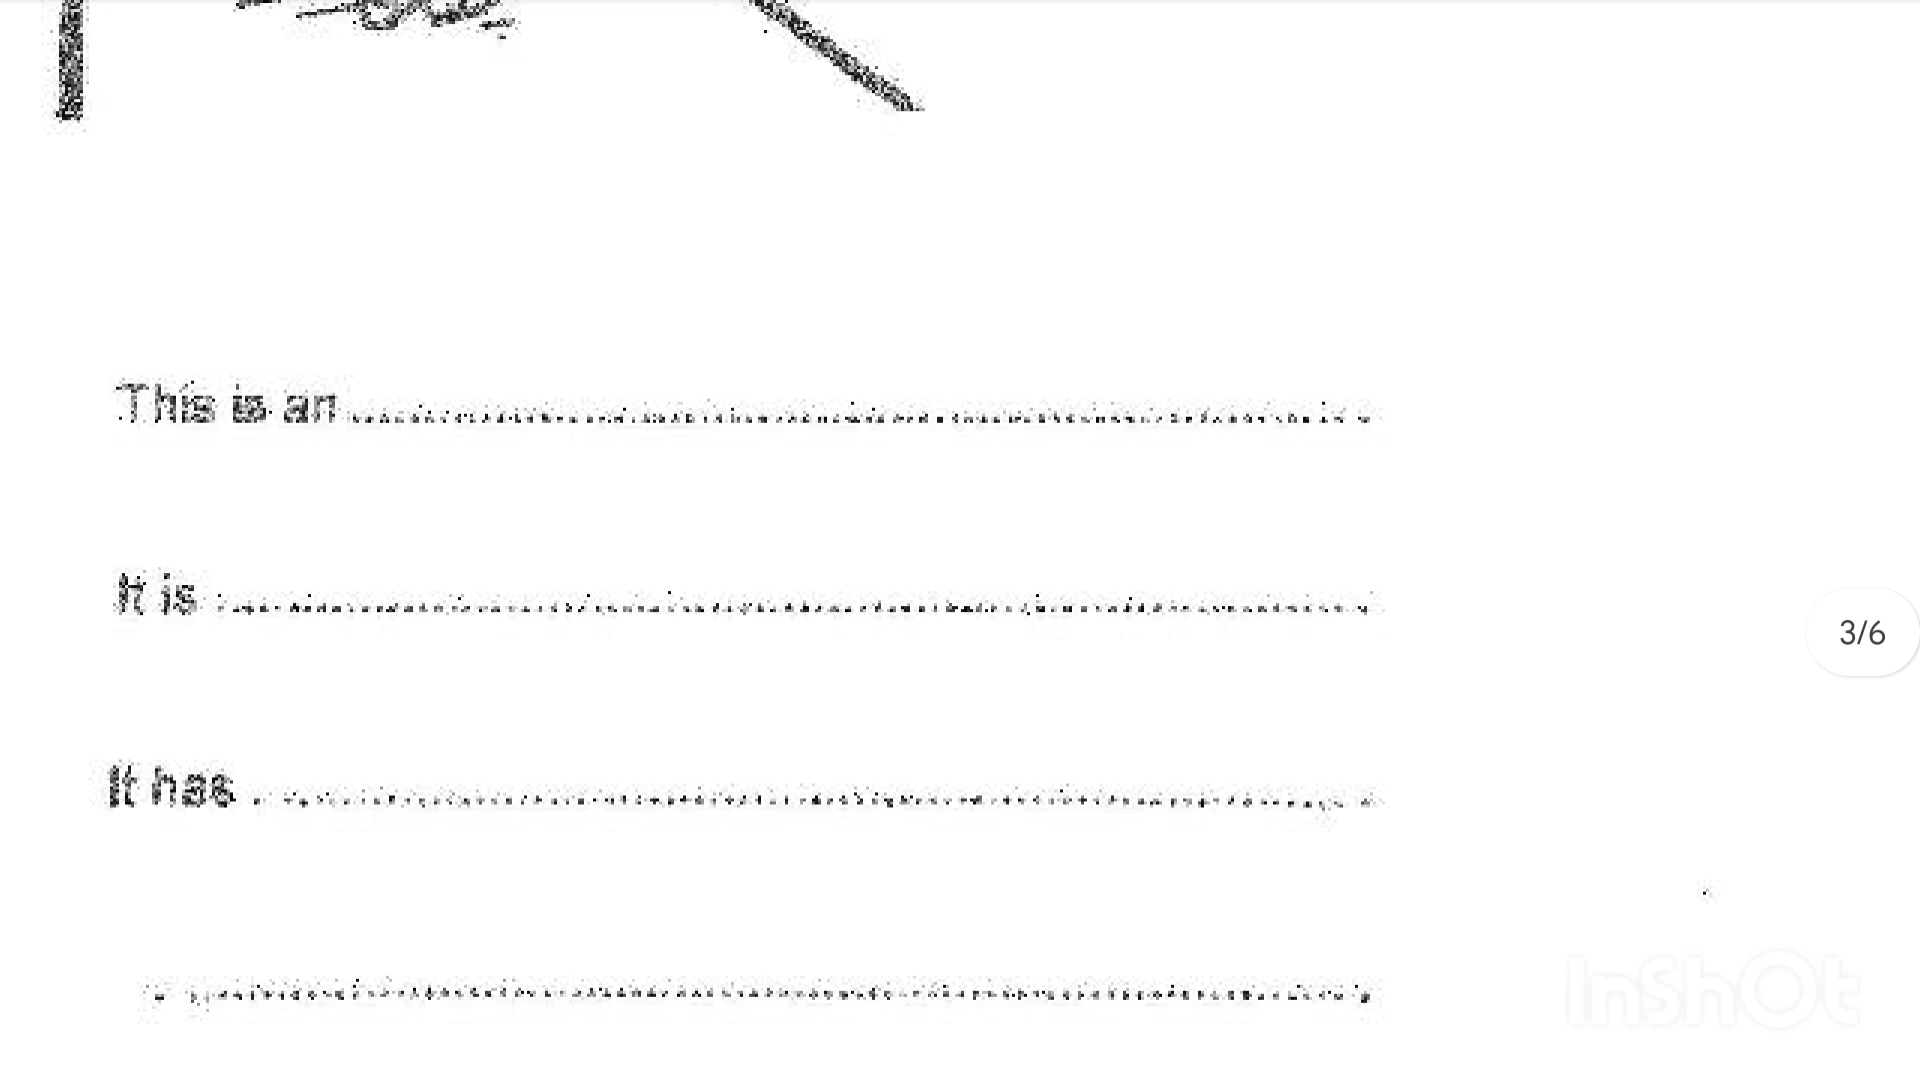 This is an ..........
It is ..........
3/6
It has ..........
..........
InShOt